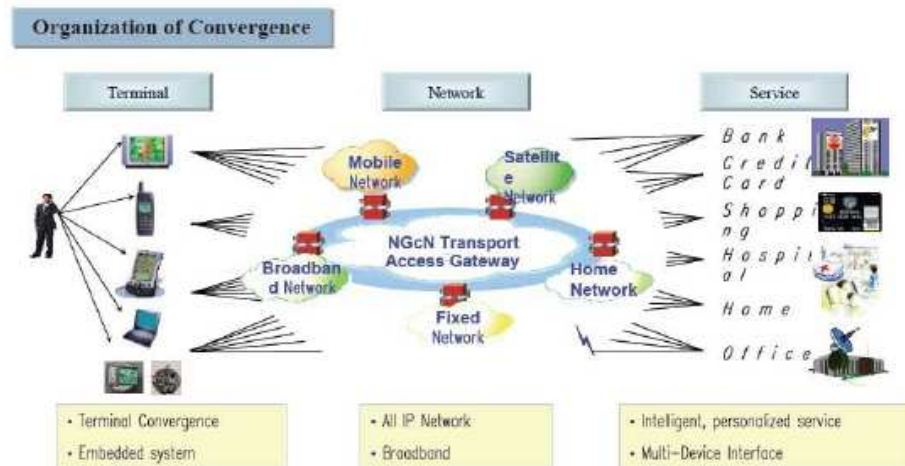 Organization of Convergence
Terminal
Network
Service
Mobile
Network
Satellit
e
Network
NGcN Transport
Access Gateway
Broadban
d Network
Home
Network
Fixed
Network
Bank
Credit
Card
Shoppi
ng
Hospit
al
Home
Office
• Terminal Convergence
• Embedded system
• All IP Network
• Broadband
• Intelligent, personalized service
• Multi-Device Interface